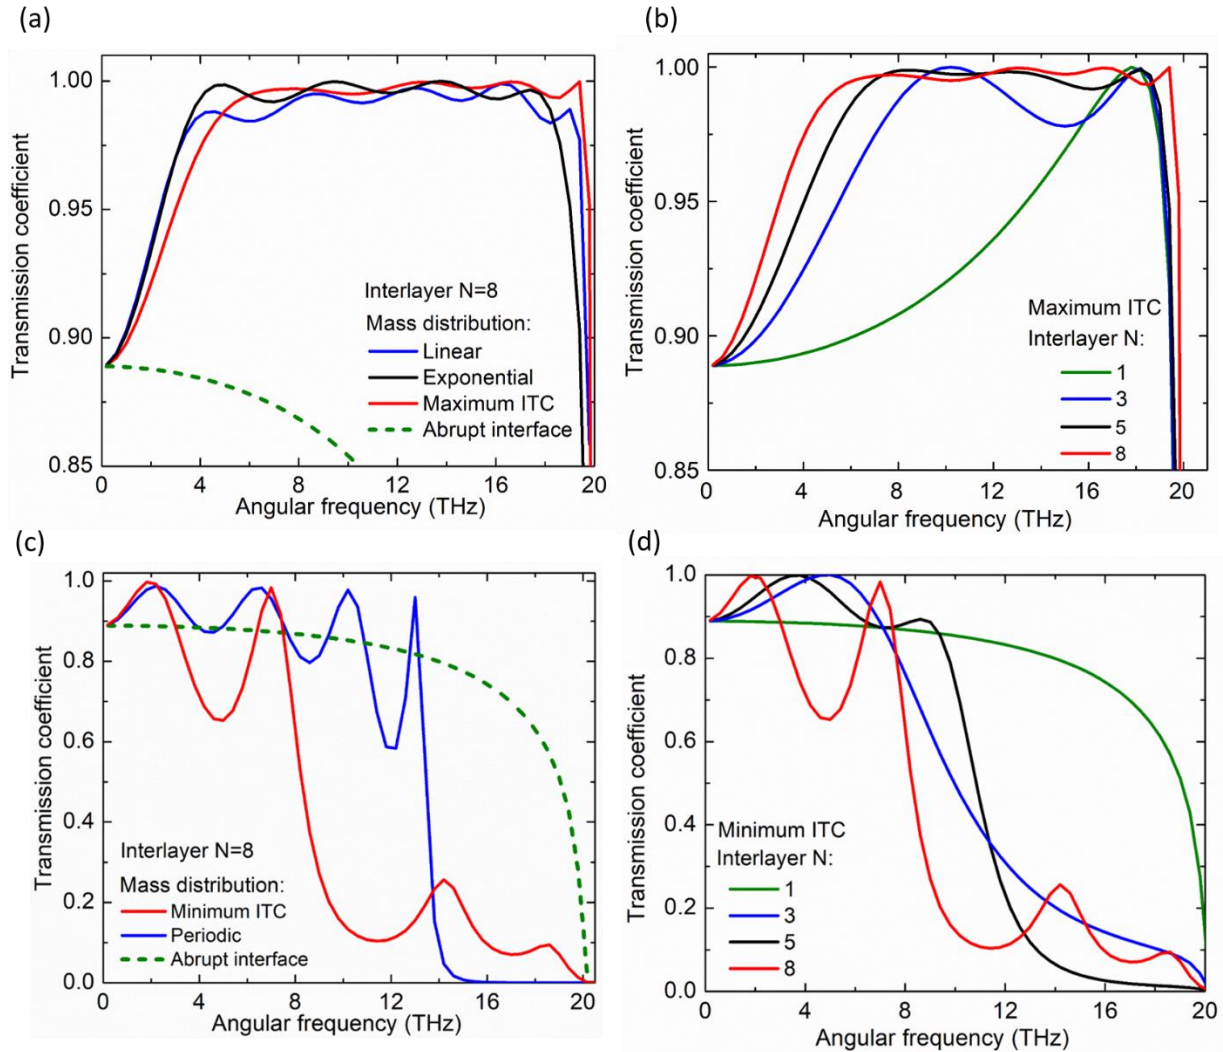 (a)
Transmission coefficient
1.00
0.95
0.90
0.85
Interlayer N=8
Mass distribution:
Linear
Exponential
Maximum ITC
Abrupt interface
0 4 8 12 16 20
Angular frequency (THz)
(b)
Transmission coefficient
1.00
0.95
0.90
0.85
Maximum ITC
Interlayer N:
1
3
5
8
0 4 8 12 16 20
Angular frequency (THz)
(c)
Transmission coefficient
1.0
0.8
0.6
0.4
0.2
0.0
Interlayer N=8
Mass distribution:
Minimum ITC
Periodic
Abrupt interface
0 4 8 12 16 20
Angular frequency (THz)
(d)
Transmission coefficient
1.0
0.8
0.6
0.4
0.2
0.0
Minimum ITC
Interlayer N:
1
3
5
8
0 4 8 12 16 20
Angular frequency (THz)